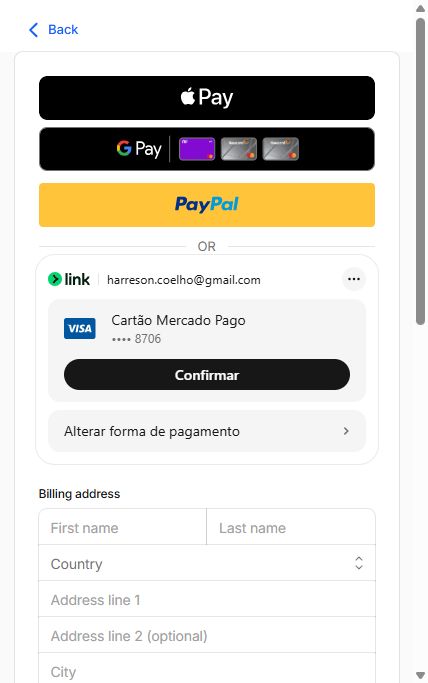 Back
Pay
G Pay
PayPal
OR
link harreson.coelho@gmail.com
VISA
Cartão Mercado Pago
•••• 8706
Confirmar
Alterar forma de pagamento
Billing address
First name Last name
Country
Address line 1
Address line 2 (optional)
City